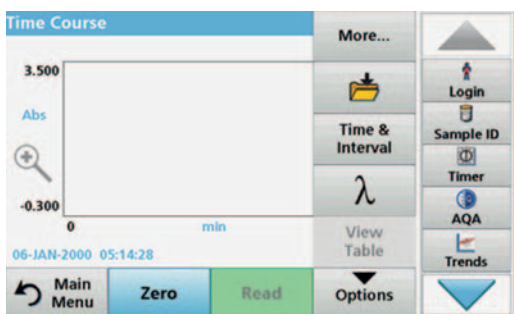 Time Course
More...
3.500
Abs
Time &
Interval
λ
-0.300
0
min
View
Table
06-JAN-2000 05:14:28
Main
Menu
Zero
Read
Options
Login
Sample ID
Timer
AQA
Trends